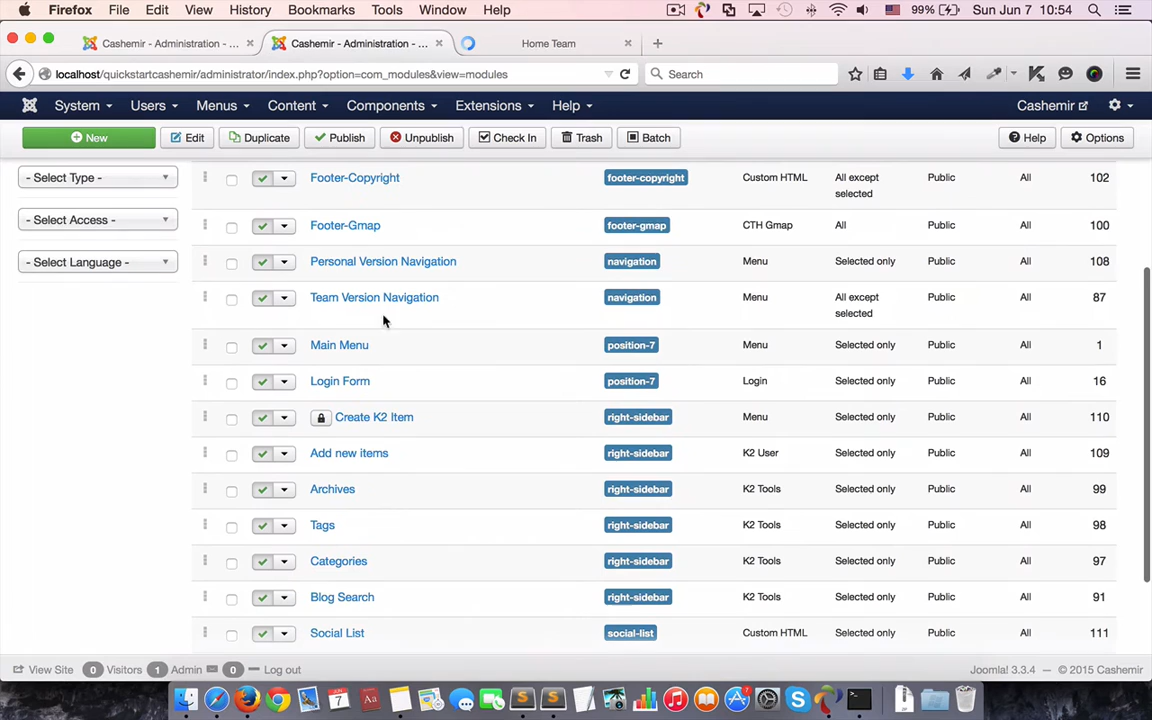 Firefox File Edit View History Bookmarks Tools Window Help 99% Sun Jun 7 10:54
Cashemir - Administration - ... Cashemir - Administration - ... Home Team
localhost/quickstartcashemir/administrator/index.php?option=com_modules&view=modules Search
System Users Menus Content Components Extensions Help Cashemir
New Edit Duplicate Publish Unpublish Check In Trash Batch Help Options
- Select Type -
- Select Access -
- Select Language -
Footer-Copyright footer-copyright Custom HTML All except selected Public All 102
Footer-Gmap footer-gmap CTH Gmap All Public All 100
Personal Version Navigation navigation Menu Selected only Public All 108
Team Version Navigation navigation Menu All except selected Public All 87
Main Menu position-7 Menu Selected only Public All 1
Login Form position-7 Login Selected only Public All 16
Create K2 Item right-sidebar Menu Selected only Public All 110
Add new items right-sidebar K2 User Selected only Public All 109
Archives right-sidebar K2 Tools Selected only Public All 99
Tags right-sidebar K2 Tools Selected only Public All 98
Categories right-sidebar K2 Tools Selected only Public All 97
Blog Search right-sidebar K2 Tools Selected only Public All 91
Social List social-list Custom HTML Selected only Public All 111
View Site 0 Visitors 1 Admin 0 Log out Joomla! 3.3.4 — © 2015 Cashemir